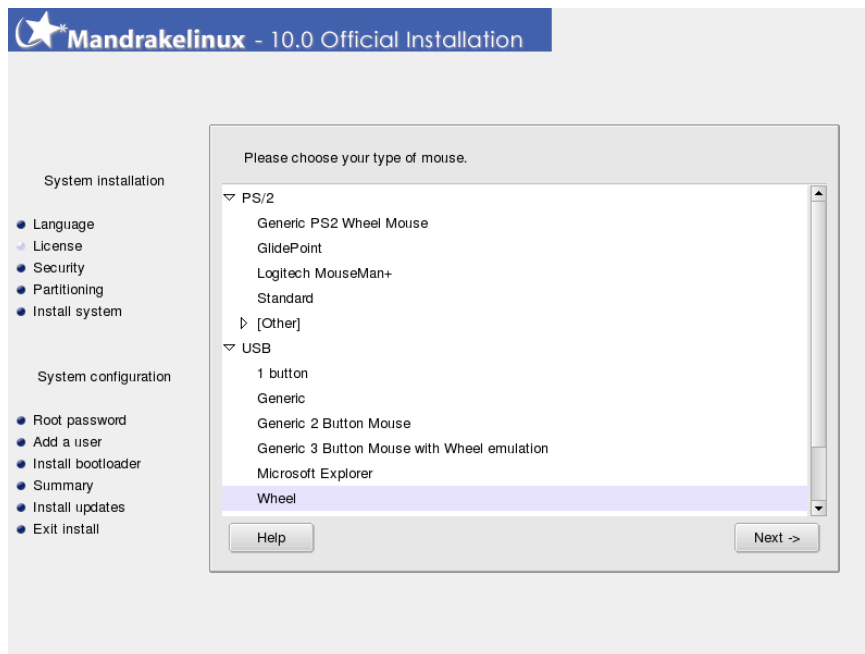 Mandrakelinux - 10.0 Official Installation
System installation
Language
License
Security
Partitioning
Install system
System configuration
Root password
Add a user
Install bootloader
Summary
Install updates
Exit install
Please choose your type of mouse.
PS/2
Generic PS2 Wheel Mouse
GlidePoint
Logitech MouseMan+
Standard
[Other]
USB
1 button
Generic
Generic 2 Button Mouse
Generic 3 Button Mouse with Wheel emulation
Microsoft Explorer
Wheel
Help
Next ->